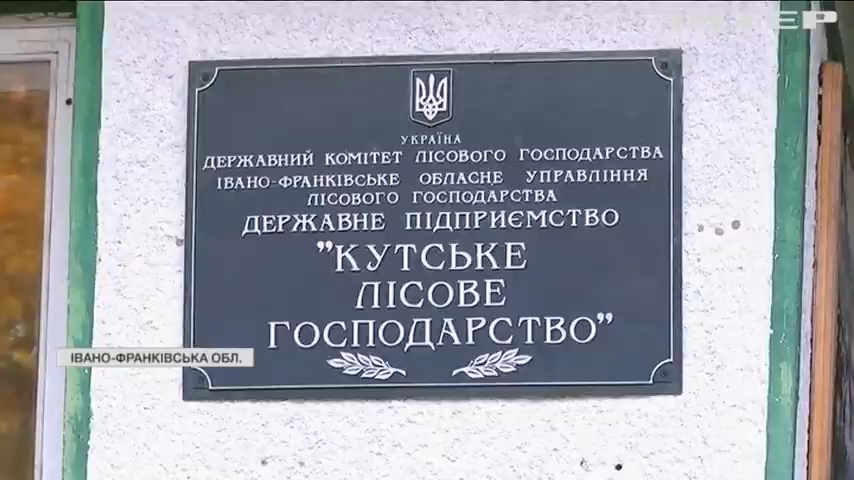 УКРАЇНА
ДЕРЖАВНИЙ КОМІТЕТ ЛІСОВОГО ГОСПОДАРСТВА
ІВАНО-ФРАНКІВСЬКЕ ОБЛАСНЕ УПРАВЛІННЯ
ЛІСОВОГО ГОСПОДАРСТВА
ДЕРЖАВНЕ ПІДПРИЄМСТВО
"КУТСЬКЕ
ЛІСОВЕ
ГОСПОДАРСТВО"
ІВАНО-ФРАНКІВСЬКА ОБЛ.